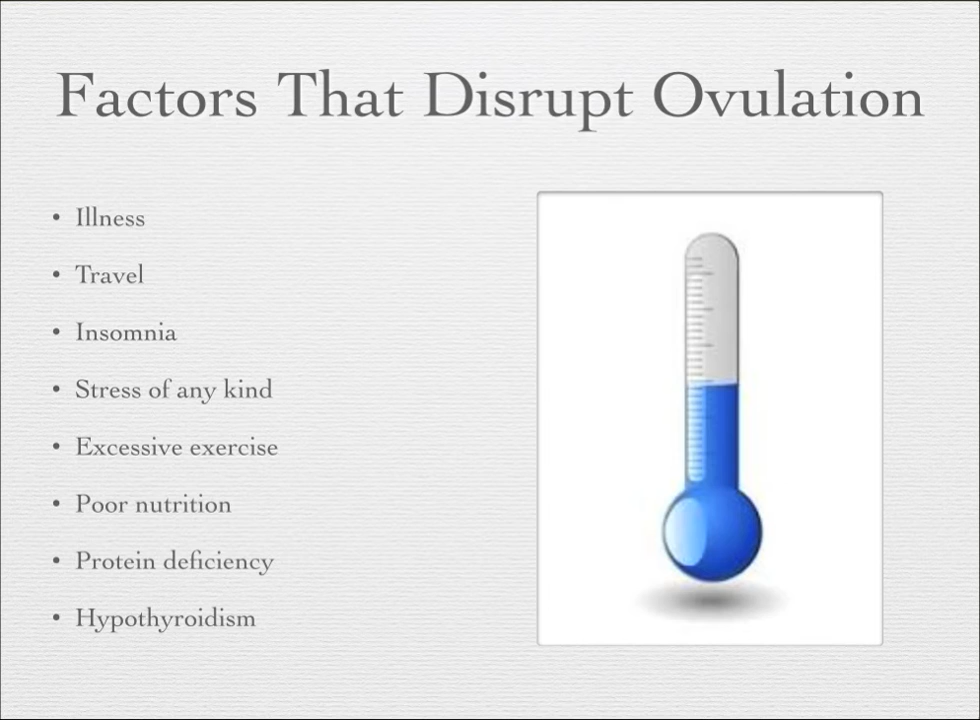 Factors That Disrupt Ovulation
• Illness
• Travel
• Insomnia
• Stress of any kind
• Excessive exercise
• Poor nutrition
• Protein deficiency
• Hypothyroidism